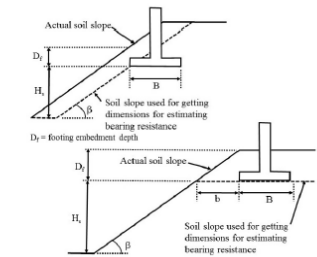 Actual soil slope
Df
Hs
B
β
Soil slope used for getting
dimensions for estimating
bearing resistance
Df = footing embedment depth
Actual soil slope
Df
b
B
Hs
β
Soil slope used for getting
dimensions for estimating
bearing resistance